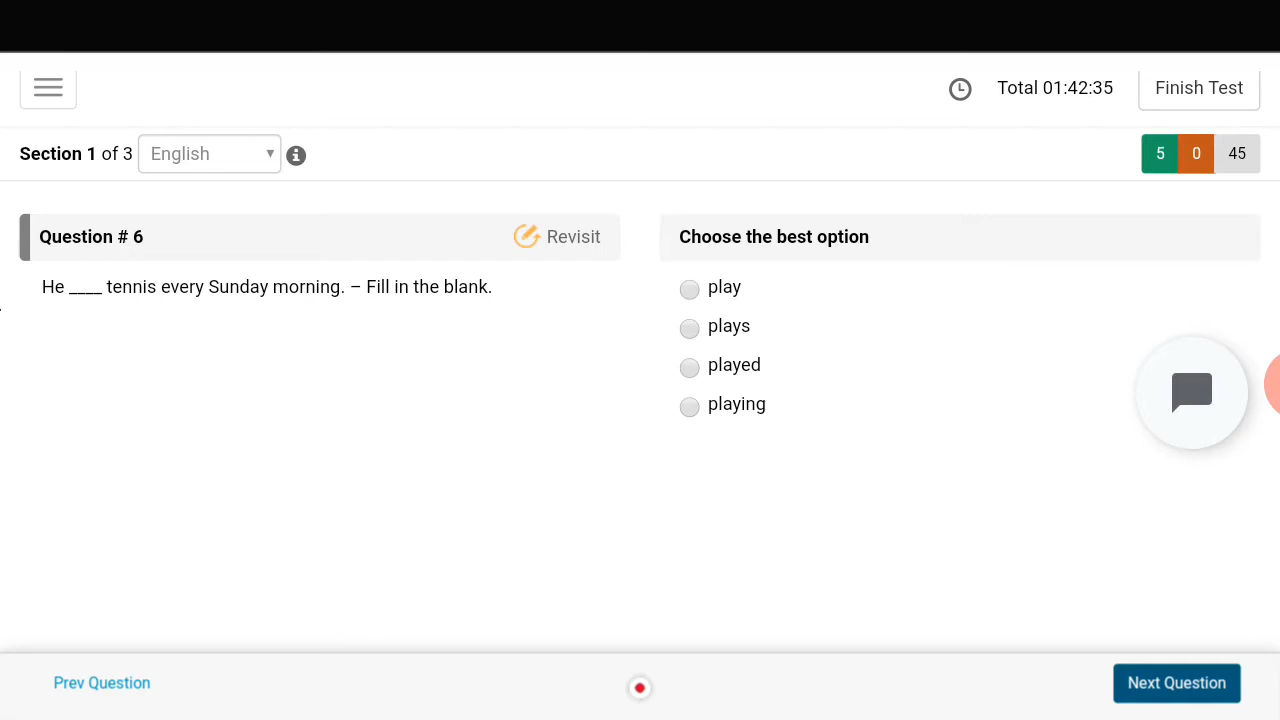 Total 01:42:35
Finish Test
Section 1 of 3
English
5
0
45
Question # 6
Revisit
He ____ tennis every Sunday morning. – Fill in the blank.
Choose the best option
play
plays
played
playing
Prev Question
Next Question